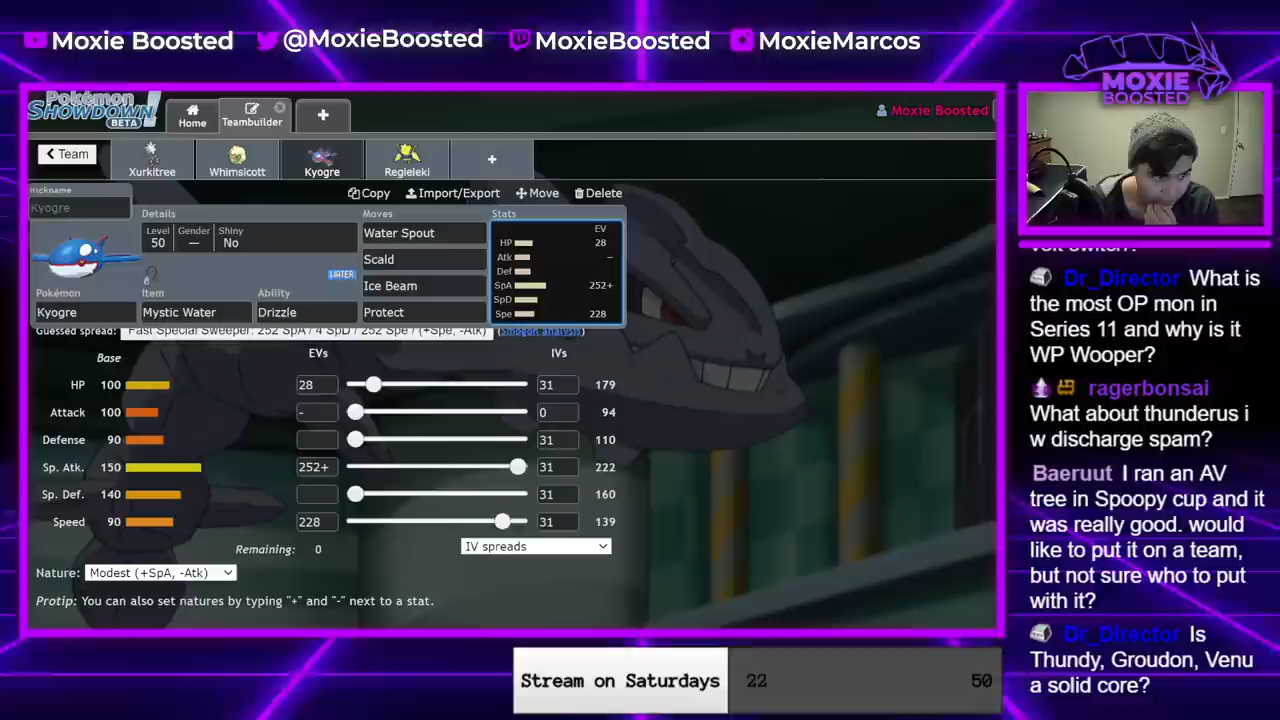 Moxie Boosted @MoxieBoosted MoxieBoosted MoxieMarcos
MOXIE
BOOSTED
Pokémon
SHOWDOWN!
BETA
Home
Teambuilder
+
Moxie Boosted
Team
Xurkitree
Whimsicott
Kyogre
Regieleki
+
Copy Import/Export Move Delete
Nickname
Kyogre
Details
Level
50
Gender
—
Shiny
No
WATER
Pokémon
Kyogre
Item
Mystic Water
Ability
Drizzle
Moves
Water Spout
Scald
Ice Beam
Protect
Stats
EV
HP 28
Atk –
Def
SpA 252+
SpD
Spe 228
Guessed spread: Fast Special Sweeper: 252 SpA / 4 SpD / 252 Spe / (+Spe, -Atk) (Smogon analysis)
Base EVs IVs
HP 100 28 31 179
Attack 100 - 0 94
Defense 90 31 110
Sp. Atk. 150 252+ 31 222
Sp. Def. 140 31 160
Speed 90 228 31 139
Remaining: 0
IV spreads
Nature: Modest (+SpA, -Atk)
Protip: You can also set natures by typing "+" and "-" next to a stat.
Dr_Director What is
the most OP mon in
Series 11 and why is it
WP Wooper?
ragerbonsai
What about thunderus i
w discharge spam?
Baeruut I ran an AV
tree in Spoopy cup and it
was really good. would
like to put it on a team,
but not sure who to put
with it?
Dr_Director Is
Thundy, Groudon, Venu
a solid core?
Stream on Saturdays
22 50